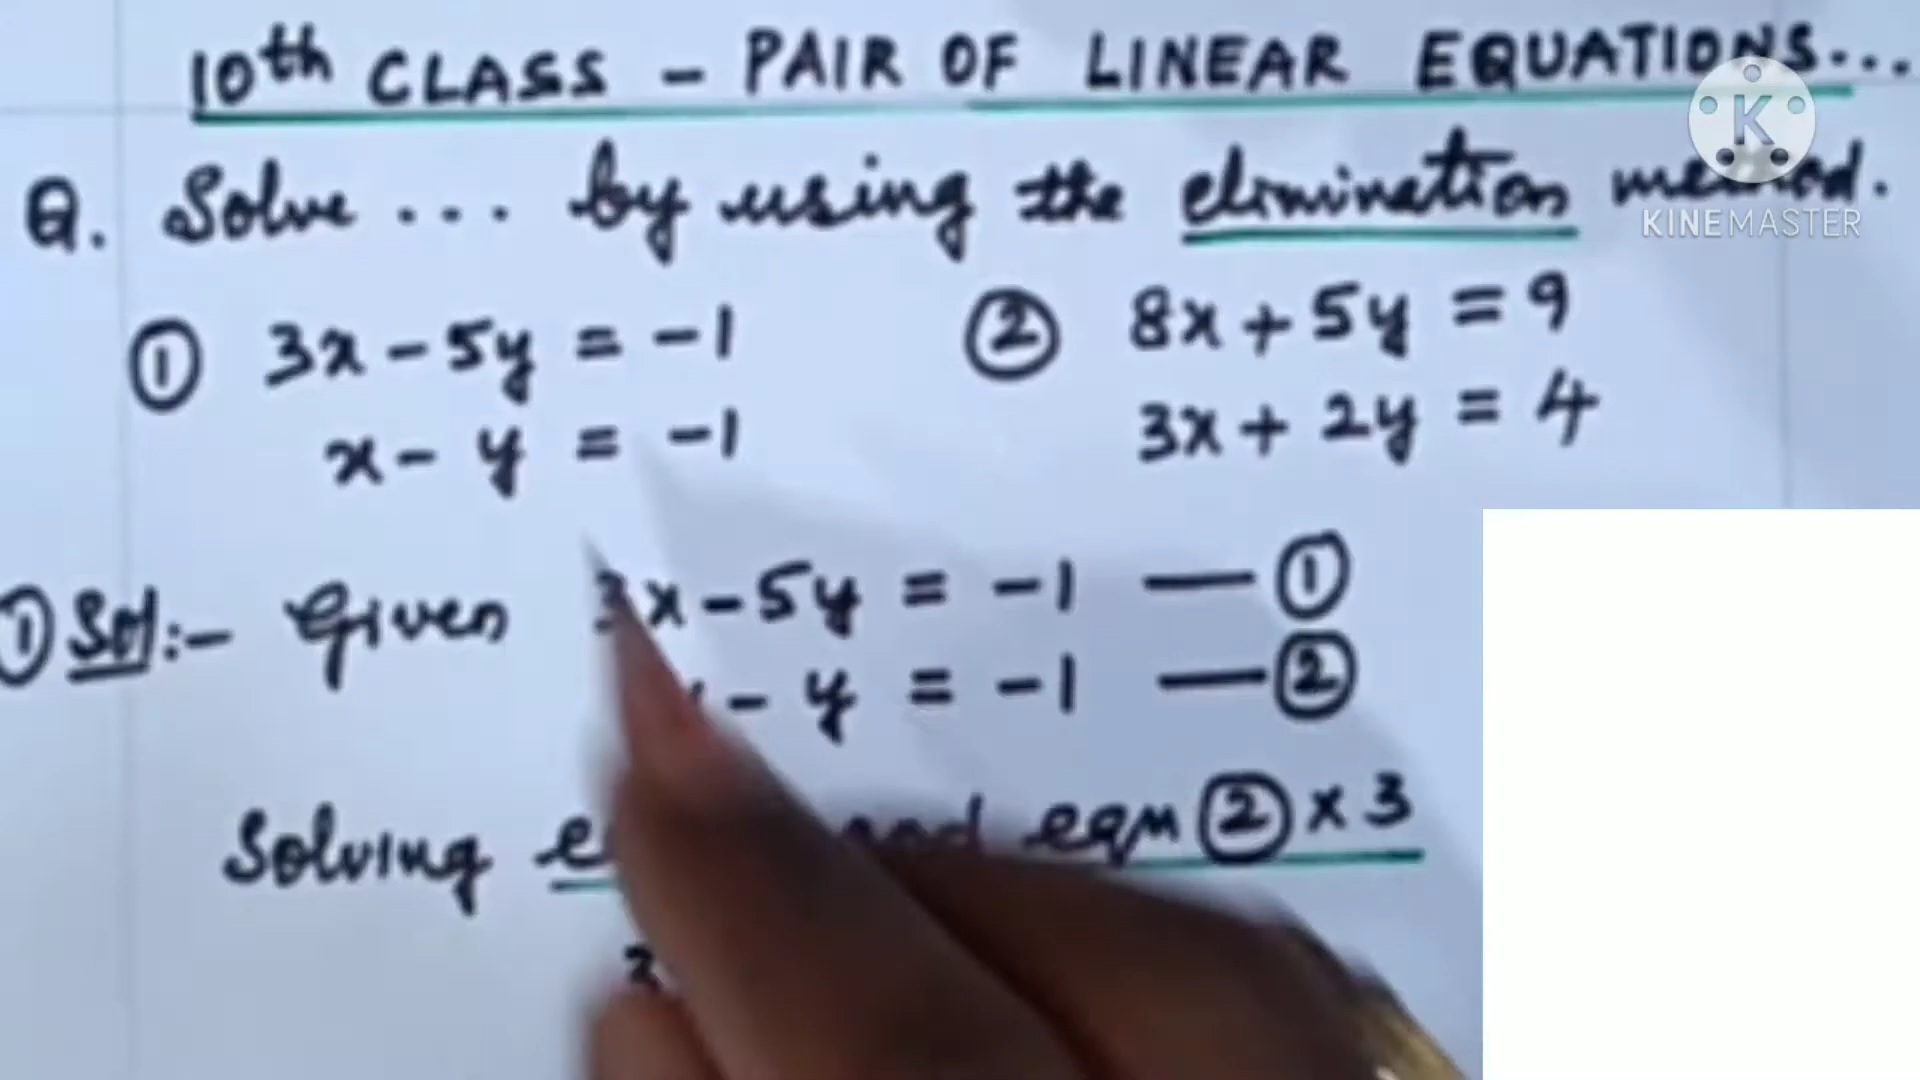 10th CLASS - PAIR OF LINEAR EQUATIONS...
K
KINEMASTER
Q. Solve ... by using the elimination method.
① 3x - 5y = -1
x - y = -1
② 8x + 5y = 9
3x + 2y = 4
① Sol:- Given 3x - 5y = -1 — ①
- y = -1 — ②
Solving and eqn ② x 3